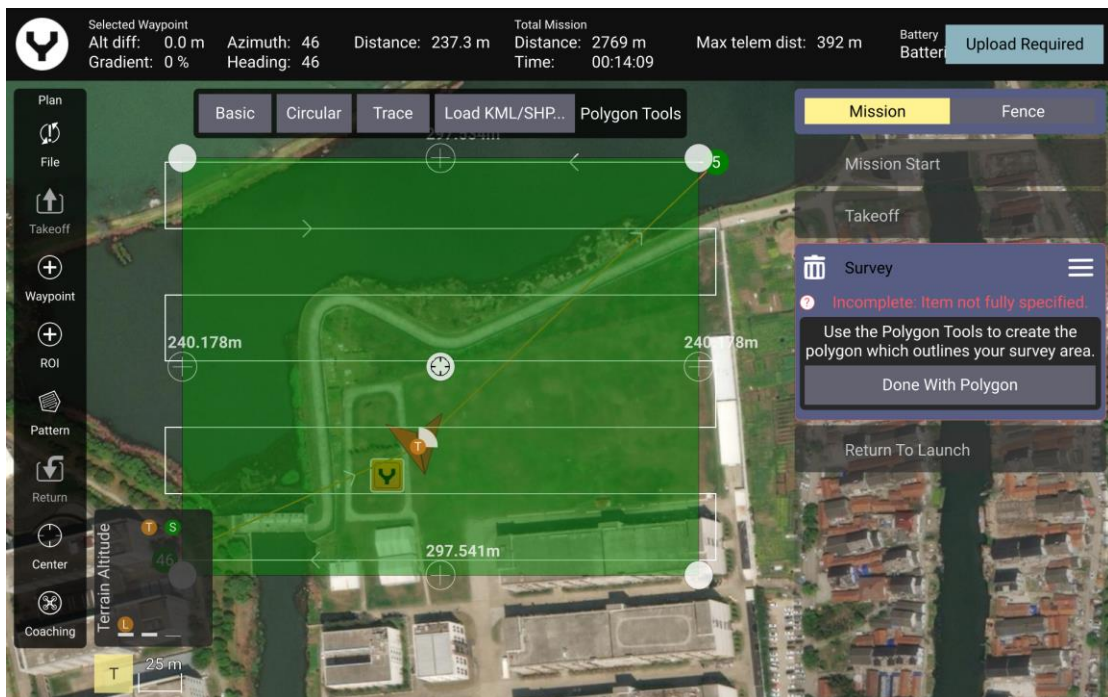 Selected Waypoint
Alt diff: 0.0 m Azimuth: 46 Distance: 237.3 m
Gradient: 0 % Heading: 46
Total Mission
Distance: 2769 m Max telem dist: 392 m
Time: 00:14:09
Battery
Batteri
Upload Required
Plan
File
Takeoff
Waypoint
ROI
Pattern
Return
Center
Coaching
Basic Circular Trace Load KML/SHP... Polygon Tools
5
240.178m
240.178m
T
297.541m
Terrain Altitude
T S
46
L
T
25 m
Mission Fence
Mission Start
Takeoff
Survey
? Incomplete: Item not fully specified.
Use the Polygon Tools to create the
polygon which outlines your survey area.
Done With Polygon
Return To Launch